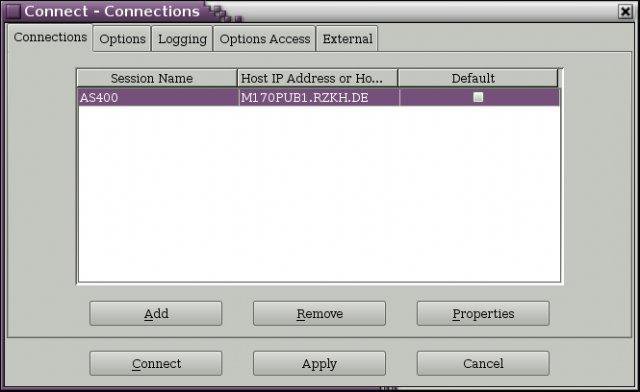 Connect - Connections
Connections Options Logging Options Access External
Session Name Host IP Address or Ho... Default
AS400 M170PUB1.RZKH.DE
Add Remove Properties
Connect Apply Cancel